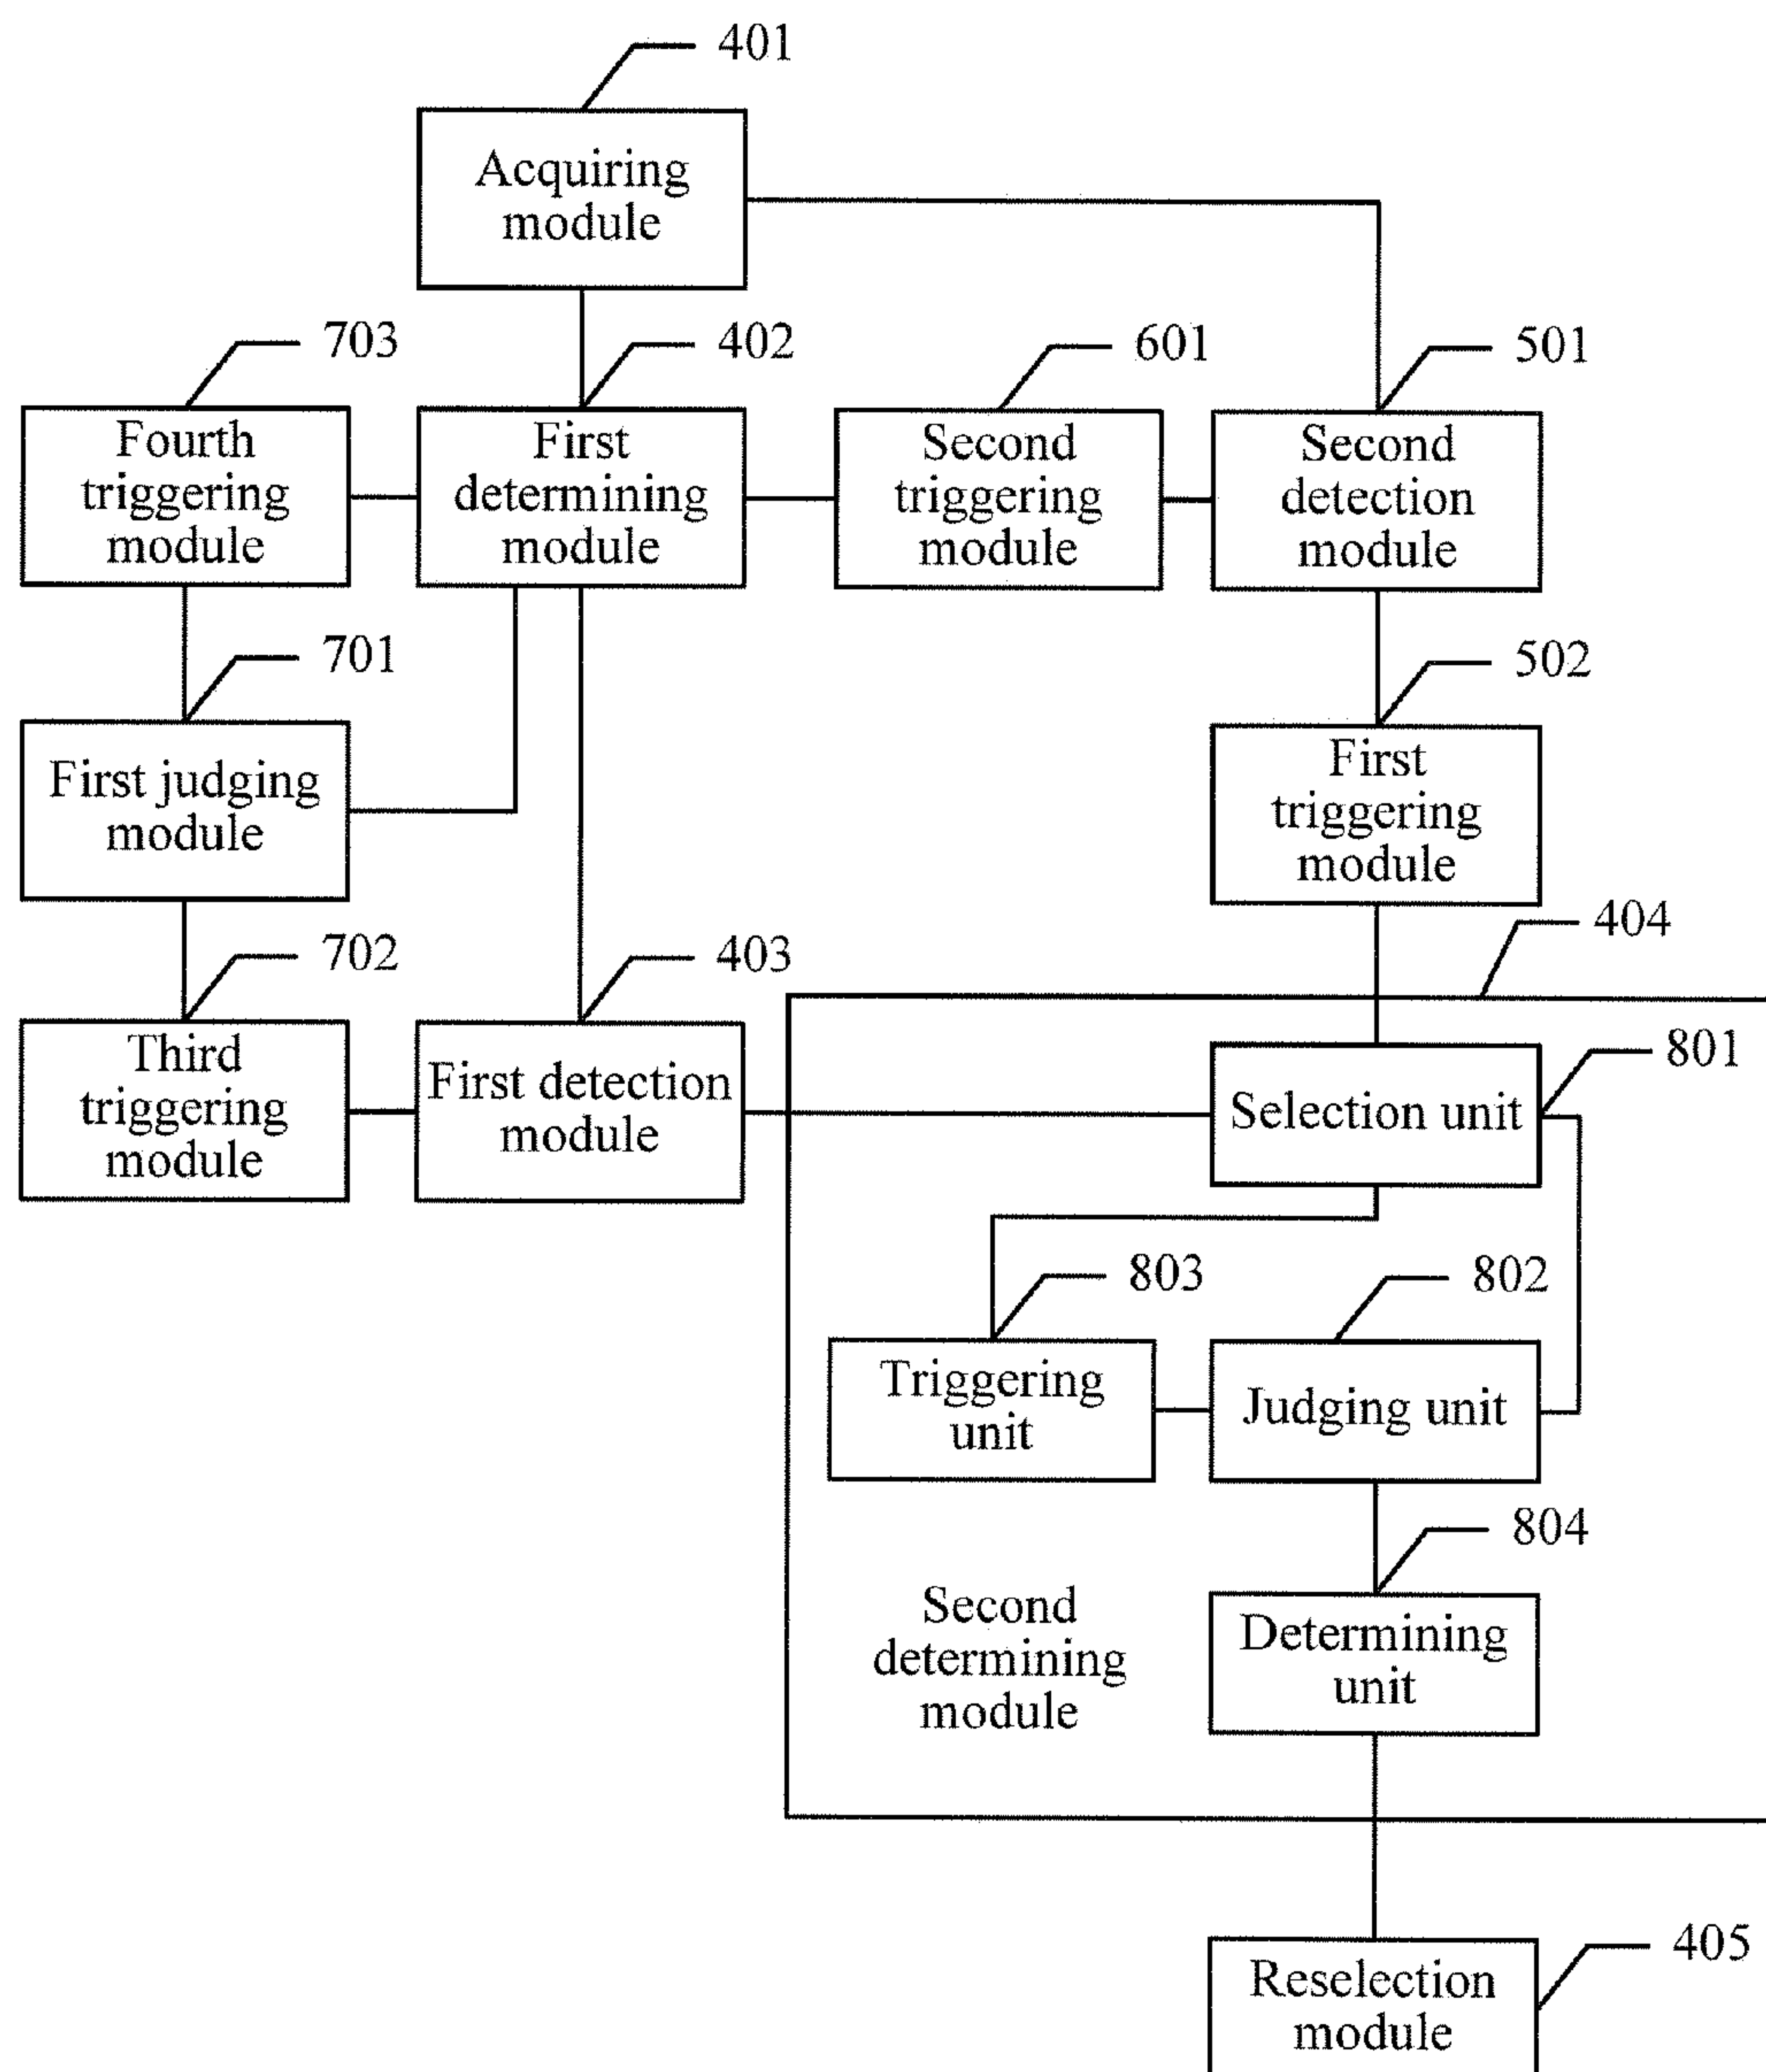 401
Acquiring
module
703
402
601
501
Fourth
triggering
module
First
determining
module
Second
triggering
module
Second
detection
module
701
502
First judging
module
First
triggering
module
404
702
403
801
Third
triggering
module
First detection
module
Selection unit
803
802
Triggering
unit
Judging unit
804
Second
determining
module
Determining
unit
405
Reselection
module